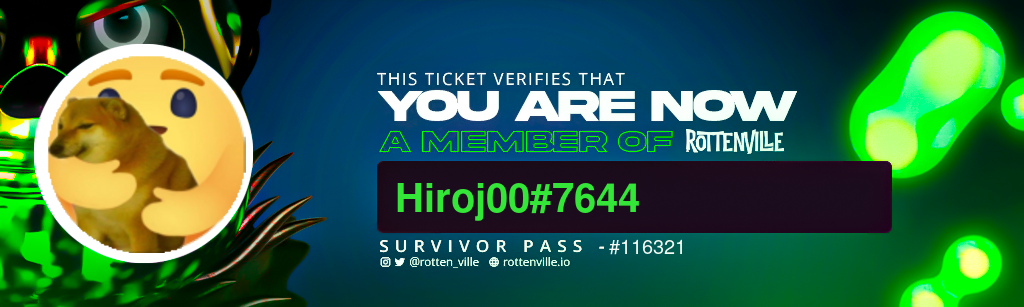 THIS TICKET VERIFIES THAT
YOU ARE NOW
A MEMBER OF ROTTENVILLE
Hiroj00#7644
SURVIVOR PASS - #116321
@rotten_ville rottenville.io